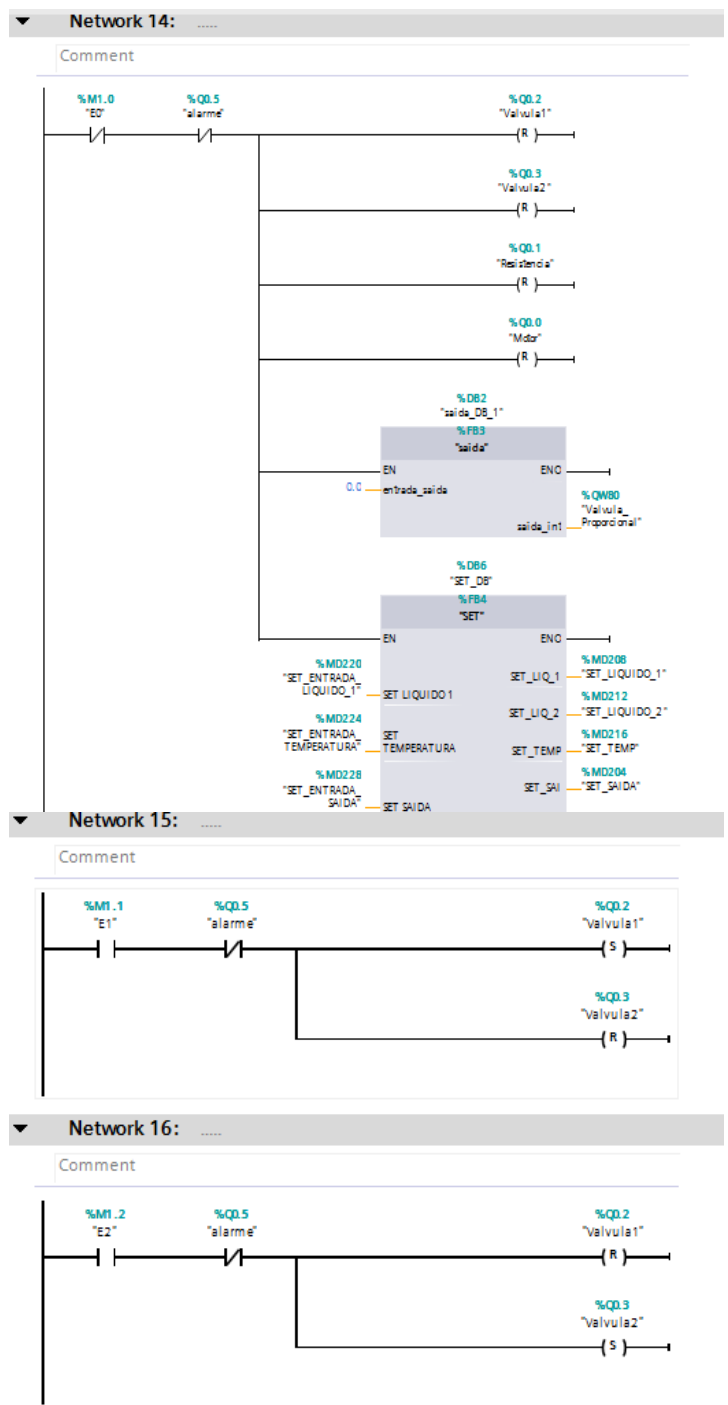 Network 14: .....
Comment
%M1.0
"E0"
%Q0.5
"alarme"
%Q0.2
"Valvula1"
( R )
%Q0.3
"Valvula2"
( R )
%Q0.1
"Resistencia"
( R )
%Q0.0
"Motor"
( R )
%DB2
"saida_DB_1"
%FB3
"saida"
EN
ENO
0.0
entrada_saida
saida_int
%QW80
"Valvula_
Proporcional"
%DB6
"SET_DB"
%FB4
"SET"
EN
ENO
%MD220
"SET_ENTRADA_
LIQUIDO_1"
SET LIQUIDO 1
%MD224
"SET_ENTRADA_
TEMPERATURA"
SET
TEMPERATURA
%MD228
"SET_ENTRADA_
SAIDA"
SET SAIDA
SET_LIQ_1
%MD208
"SET_LIQUIDO_1"
SET_LIQ_2
%MD212
"SET_LIQUIDO_2"
SET_TEMP
%MD216
"SET_TEMP"
SET_SAI
%MD204
"SET_SAIDA"
Network 15: .....
Comment
%M1.1
"E1"
%Q0.5
"alarme"
%Q0.2
"Valvula1"
( S )
%Q0.3
"Valvula2"
( R )
Network 16: .....
Comment
%M1.2
"E2"
%Q0.5
"alarme"
%Q0.2
"Valvula1"
( R )
%Q0.3
"Valvula2"
( S )